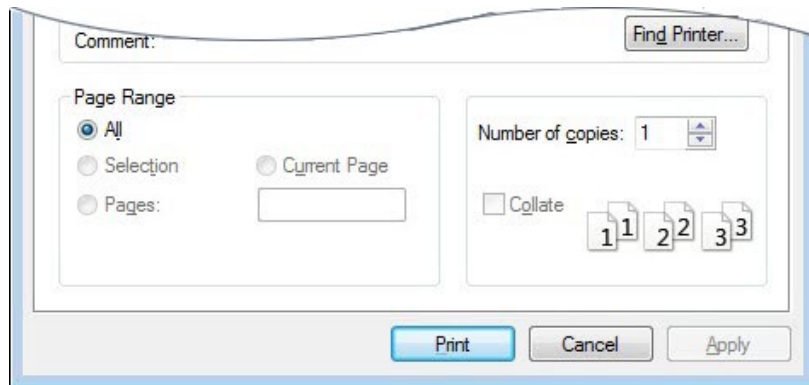 Comment:
Find Printer...
Page Range
All
Selection
Current Page
Pages:
Number of copies: 1
Collate
1 1 2 2 3 3
Print
Cancel
Apply